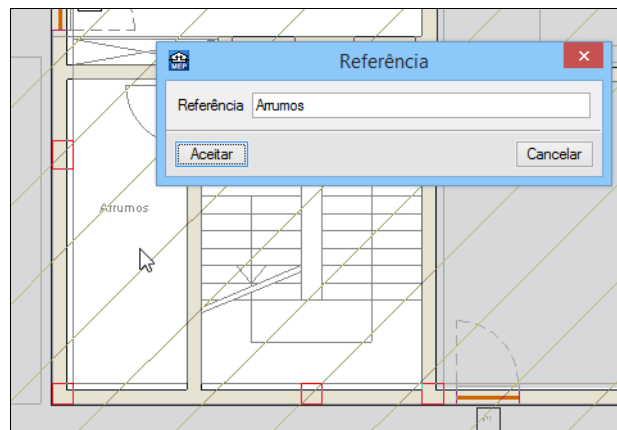 MEP
Referência
Referência Arrumos
Aceitar
Cancelar
Arrumos